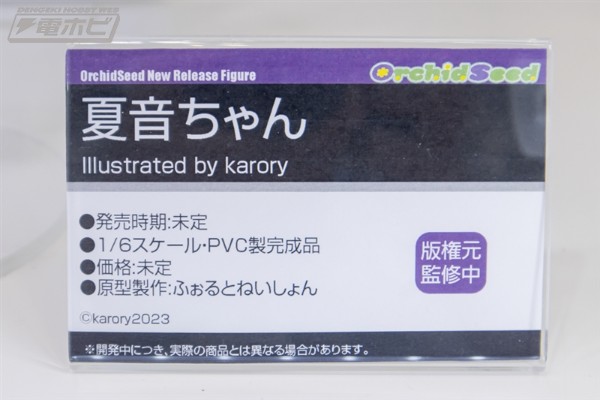 DENGEKI HOBBY WEB
電ホビ
OrchidSeed New Release Figure
OrchidSeed
夏音ちゃん
Illustrated by karory
●発売時期:未定
●1/6スケール・PVC製完成品
●価格:未定
●原型製作:ふぉるとねいしょん
版権元
監修中
©karory2023
※開発中につき、実際の商品とは異なる場合があります。